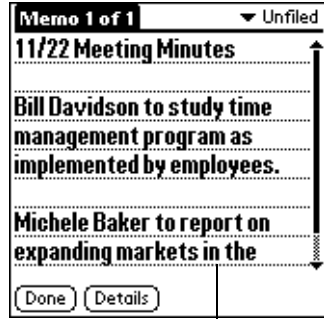 Memo 1 of 1 Unfiled
11/22 Meeting Minutes
Bill Davidson to study time
management program as
implemented by employees.
Michele Baker to report on
expanding markets in the
Done Details